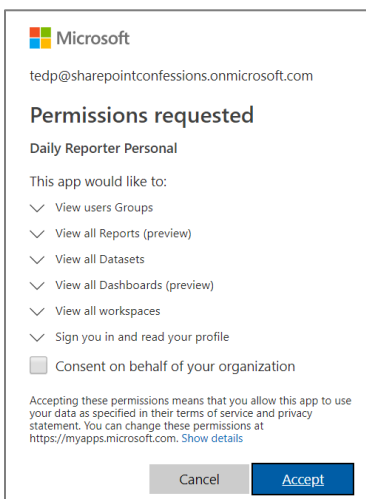 Microsoft
tedp@sharepointconfessions.onmicrosoft.com
Permissions requested
Daily Reporter Personal
This app would like to:
View users Groups
View all Reports (preview)
View all Datasets
View all Dashboards (preview)
View all workspaces
Sign you in and read your profile
Consent on behalf of your organization
Accepting these permissions means that you allow this app to use
your data as specified in their terms of service and privacy
statement. You can change these permissions at
https://myapps.microsoft.com. Show details
Cancel Accept